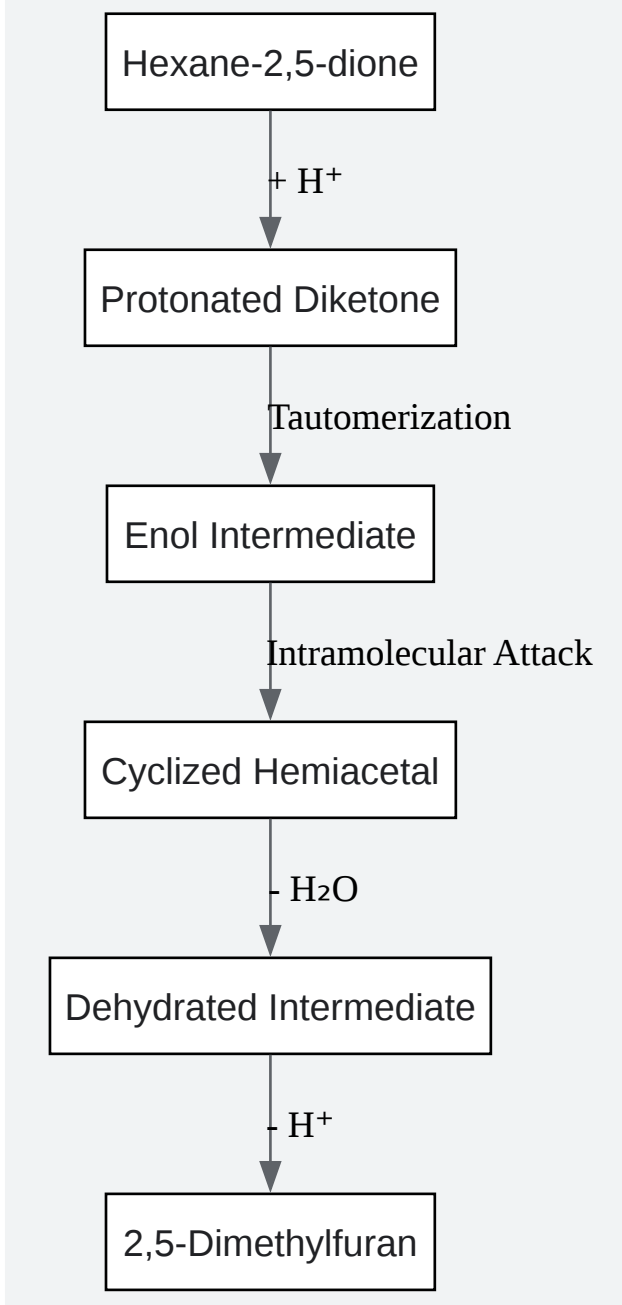 Hexane-2,5-dione
+ H⁺
Protonated Diketone
Tautomerization
Enol Intermediate
Intramolecular Attack
Cyclized Hemiacetal
- H₂O
Dehydrated Intermediate
- H⁺
2,5-Dimethylfuran